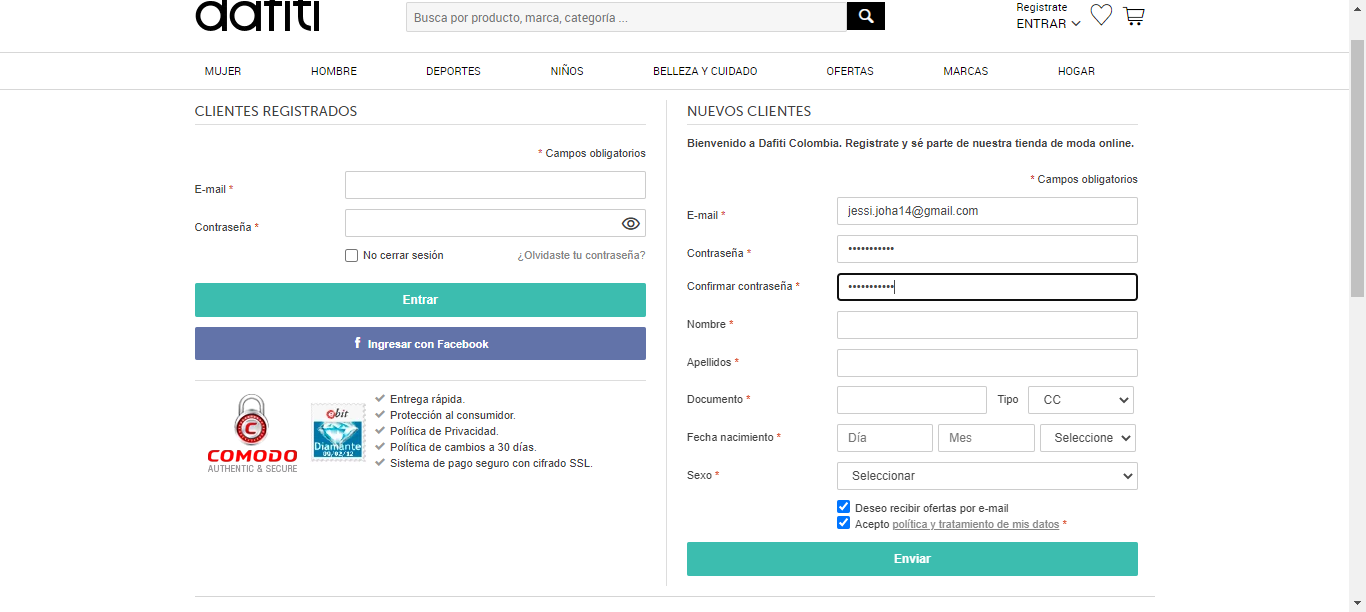 dafiti
Busca por producto, marca, categoría ...
Registrate
ENTRAR
MUJER HOMBRE DEPORTES NIÑOS BELLEZA Y CUIDADO OFERTAS MARCAS HOGAR
CLIENTES REGISTRADOS
* Campos obligatorios
E-mail *
Contraseña *
No cerrar sesión ¿Olvidaste tu contraseña?
Entrar
f Ingresar con Facebook
C
COMODO
AUTHENTIC & SECURE
ebit
Diamante
09/02/12
Entrega rápida.
Protección al consumidor.
Política de Privacidad.
Política de cambios a 30 días.
Sistema de pago seguro con cifrado SSL.
NUEVOS CLIENTES
Bienvenido a Dafiti Colombia. Registrate y sé parte de nuestra tienda de moda online.
* Campos obligatorios
E-mail * jessi.joha14@gmail.com
Contraseña * •••••••••••
Confirmar contraseña * •••••••••••
Nombre *
Apellidos *
Documento * Tipo CC
Fecha nacimiento * Día Mes Seleccione
Sexo * Seleccionar
Deseo recibir ofertas por e-mail
Acepto política y tratamiento de mis datos *
Enviar